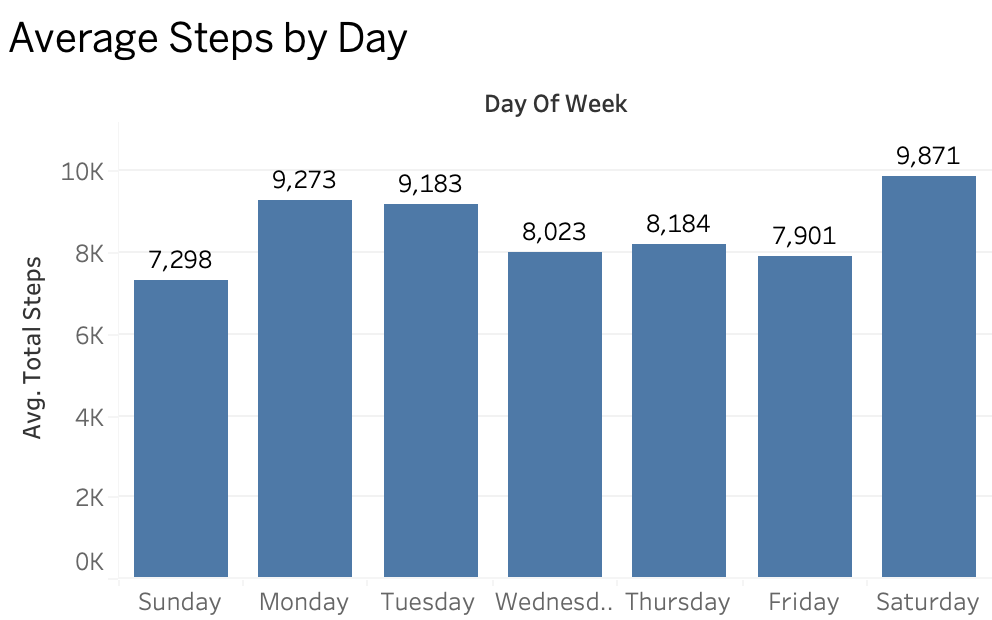 Average Steps by Day
Day Of Week
Avg. Total Steps
10K
8K
6K
4K
2K
0K
7,298
9,273
9,183
8,023
8,184
7,901
9,871
Sunday
Monday
Tuesday
Wednesd..
Thursday
Friday
Saturday